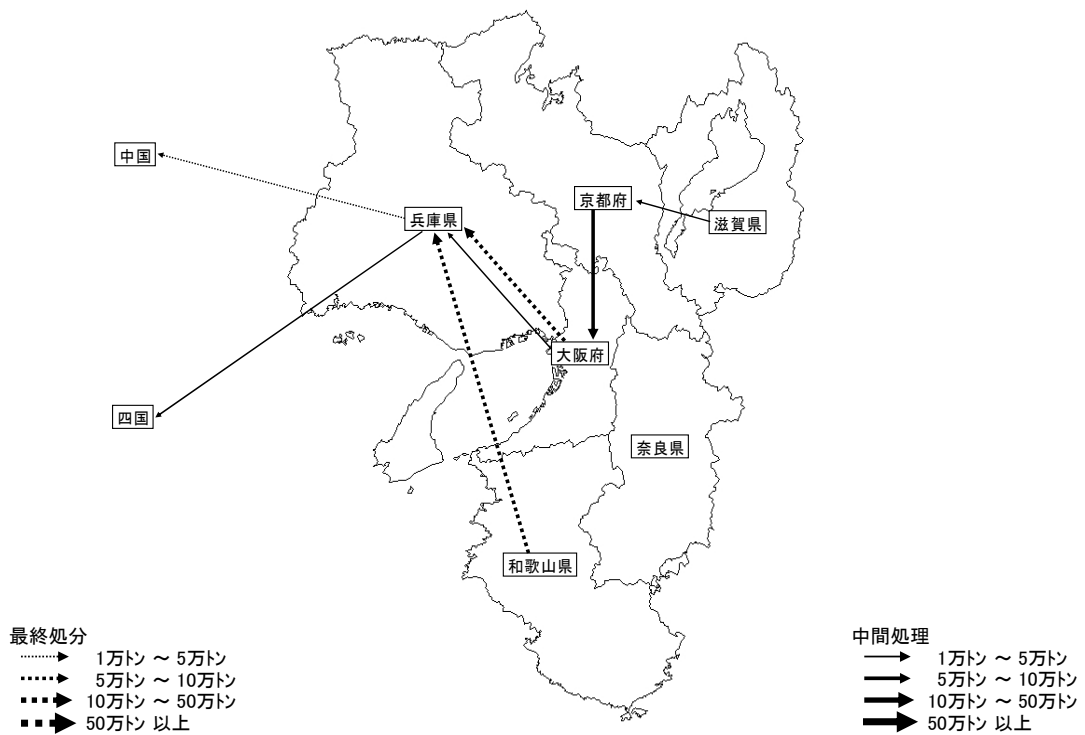 中国
京都府
兵庫県
滋賀県
大阪府
四国
奈良県
和歌山県
最終処分
1万トン ～ 5万トン
5万トン ～ 10万トン
10万トン ～ 50万トン
50万トン 以上
中間処理
1万トン ～ 5万トン
5万トン ～ 10万トン
10万トン ～ 50万トン
50万トン 以上